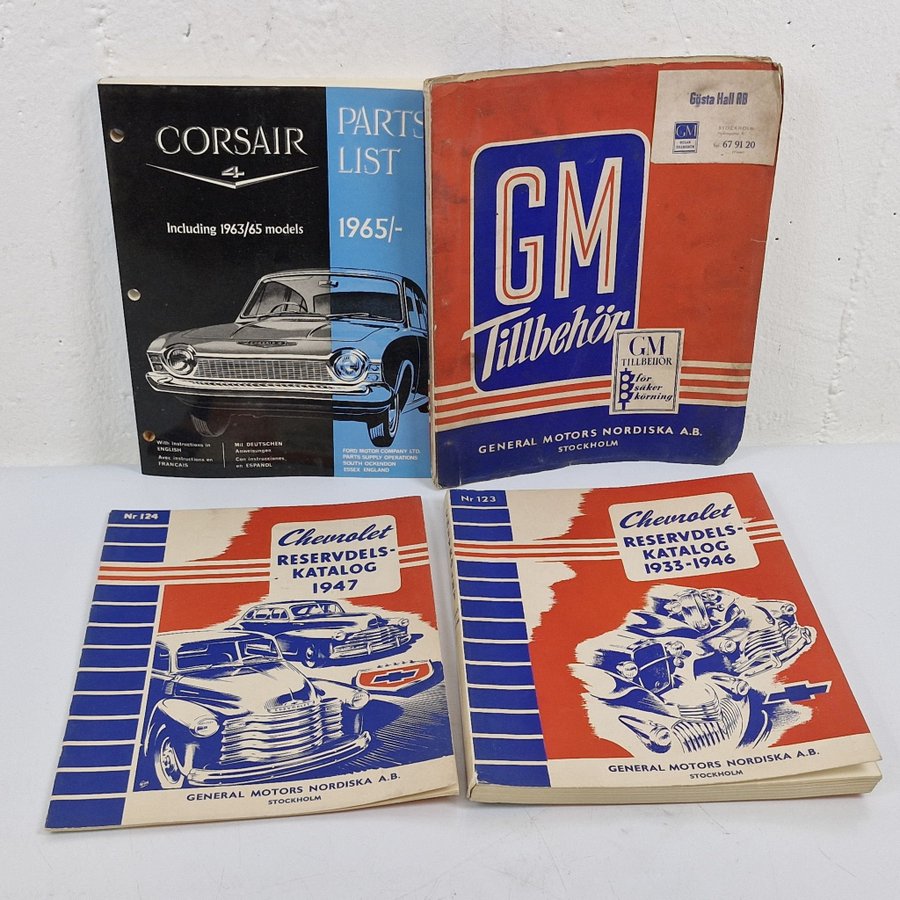 CORSAIR
4
PARTS
LIST
Including 1963/65 models
1965/-
With instructions in
ENGLISH
Avec instructions en
FRANÇAIS
Mit DEUTSCHEN
Anweisungen
Con instrucciones
en ESPAÑOL
FORD MOTOR COMPANY LTD.
PARTS SUPPLY OPERATIONS
SOUTH OCKENDON
ESSEX ENGLAND
Gösta Hall AB
GM
STOCKHOLM
67 91 20
GM
Tillbehör
GM
TILLBEHÖR
för
säker
körning
GENERAL MOTORS NORDISKA A.B.
STOCKHOLM
Nr 124
Chevrolet
RESERVDELS-
KATALOG
1947
CHEVROLET
GENERAL MOTORS NORDISKA A.B.
STOCKHOLM
Nr 123
Chevrolet
RESERVDELS-
KATALOG
1933-1946
GENERAL MOTORS NORDISKA A.B.
STOCKHOLM